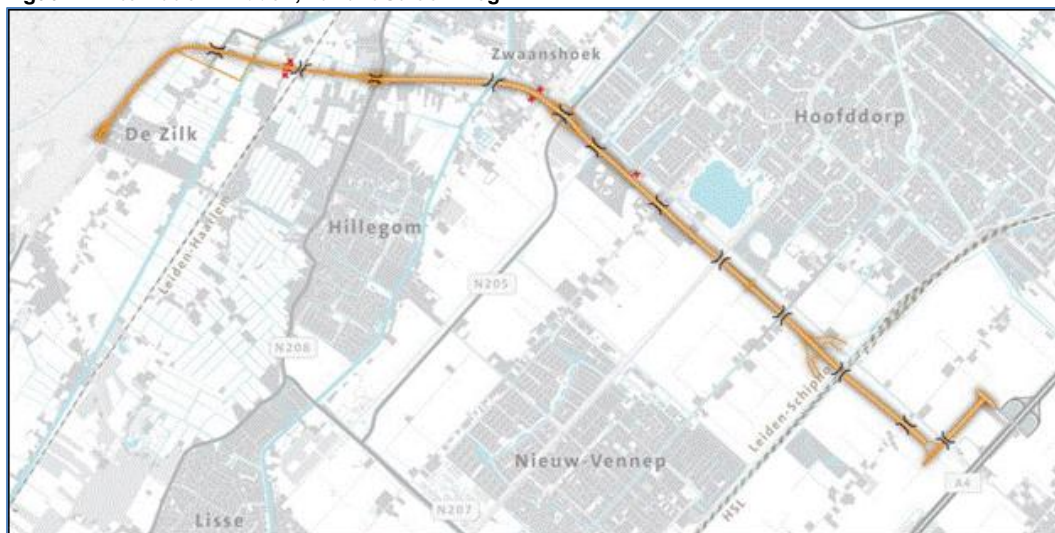 Zwaanshoek
De Zilk
Hoofddorp
Leiden-Haarlem
Hillegom
N205
N208
Leiden-Schiphol
Nieuw-Vennep
A4
N207
HSL
Lisse